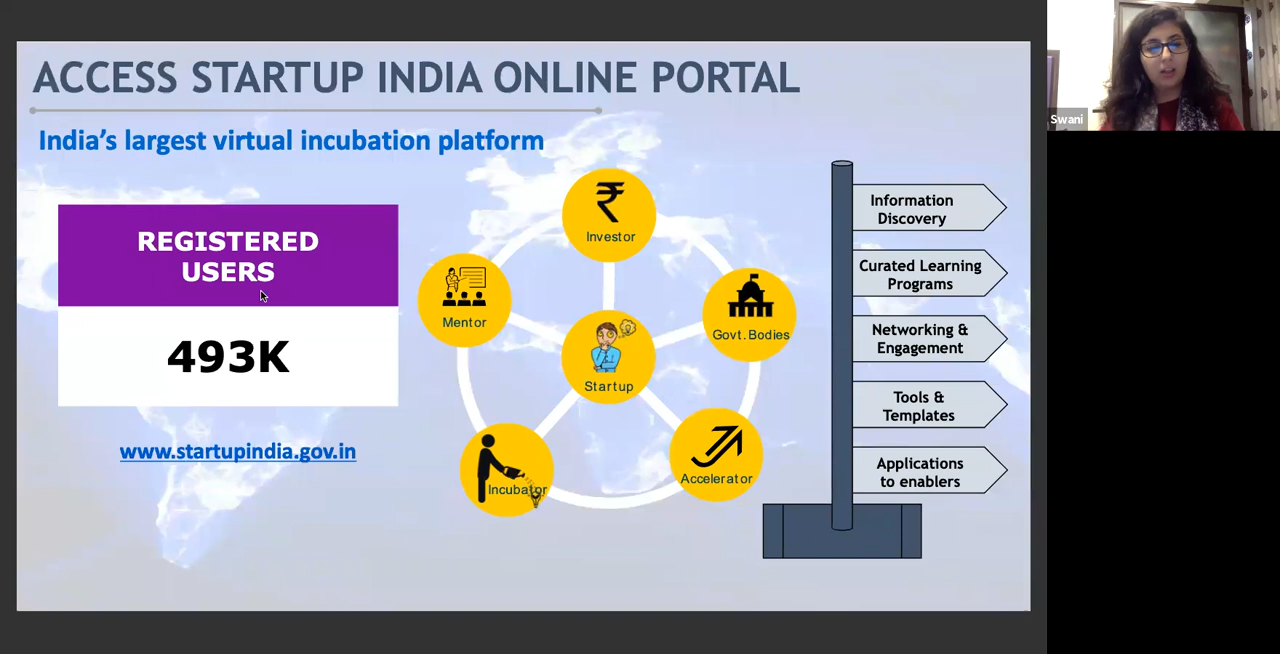 ACCESS STARTUP INDIA ONLINE PORTAL
India's largest virtual incubation platform
REGISTERED
USERS
493K
www.startupindia.gov.in
Investor
Mentor
Govt. Bodies
Startup
Incubator
Accelerator
Information
Discovery
Curated Learning
Programs
Networking &
Engagement
Tools &
Templates
Applications
to enablers
Swani